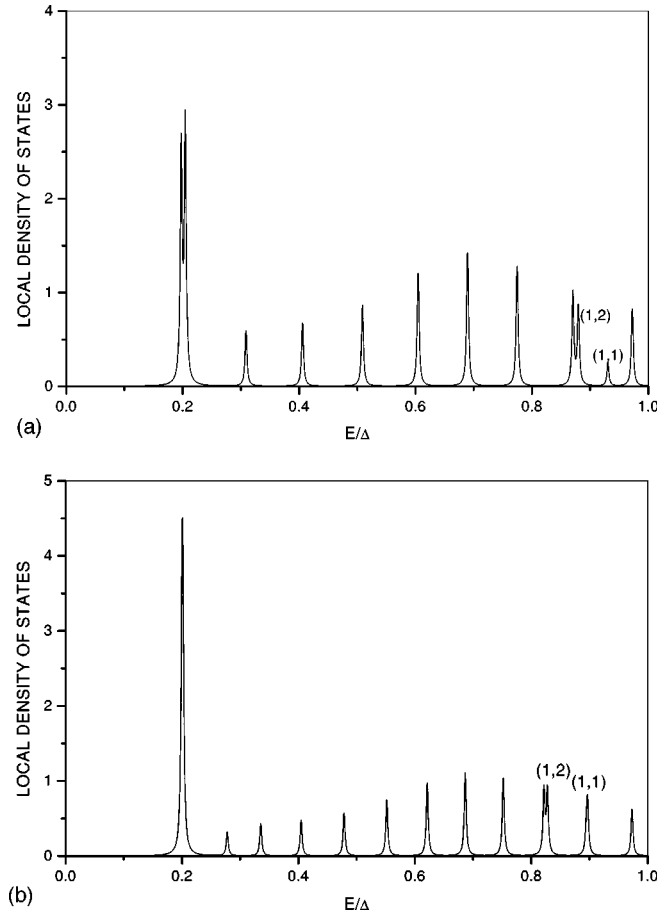 4
3
2
1
0
LOCAL DENSITY OF STATES
(1,2)
(1,1)
0.0 0.2 0.4 0.6 0.8 1.0
E/Δ
(a)
5
4
3
2
1
0
LOCAL DENSITY OF STATES
(1,2)
(1,1)
0.0 0.2 0.4 0.6 0.8 1.0
E/Δ
(b)